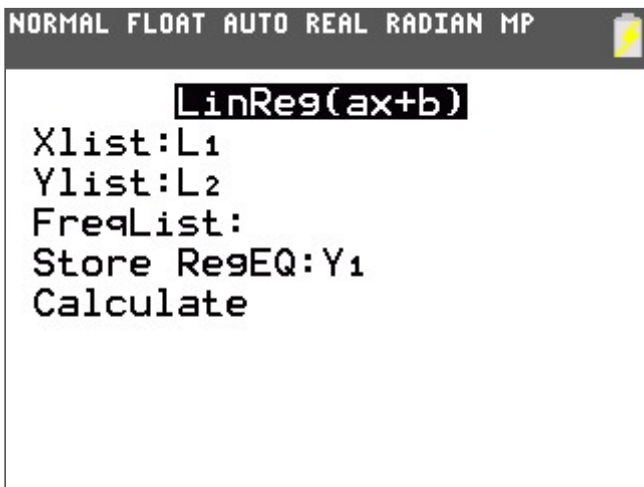 NORMAL FLOAT AUTO REAL RADIAN MP
LinReg(ax+b)
Xlist:L₁
Ylist:L₂
FreqList:
Store RegEQ:Y₁
Calculate